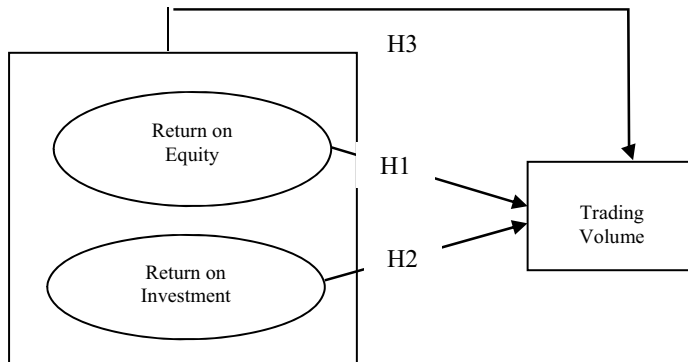 H3
Return on
Equity
H1
Trading
Volume
H2
Return on
Investment